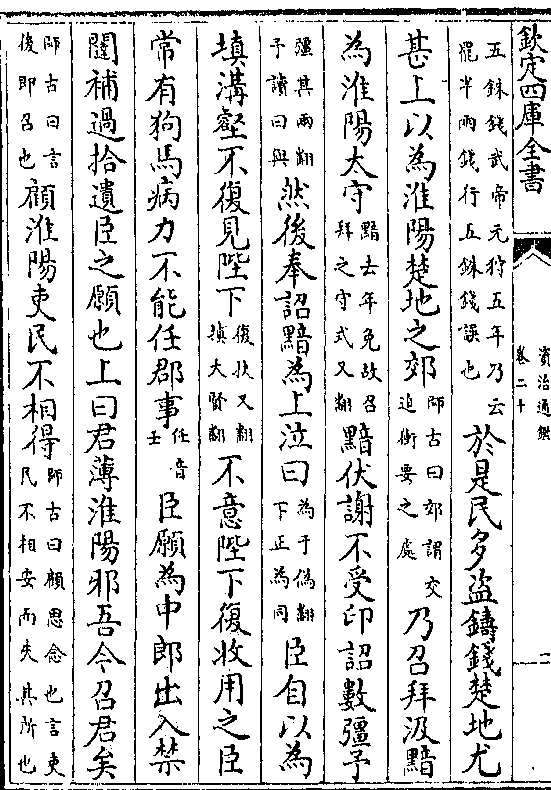 欽定四庫全書 資治通鑑 卷二十 二
五銖錢武帝元狩五年乃云罷半兩錢行五銖錢誤也於是民多盜鑄錢楚地尤
甚上以為淮陽楚地之郊師古曰郊謂交道衝要之處乃召拜汲黯
為淮陽太守黯去年免故召拜之守式又翻黯伏謝不受印詔數彊予
彊其兩翻予讀曰與然後奉詔黯為上泣曰為于偽翻下正為同臣自以為
填溝壑不復見陛下復扶又翻填大賢翻不意陛下復收用之臣
常有狗馬病力不能任郡事任音壬臣願為中郎出入禁
闥補過拾遺臣之願也上曰君薄淮陽邪吾今召君矣
師古曰言後即召也顧淮陽吏民不相得師古曰顧思念也言吏民不相安而失其所也